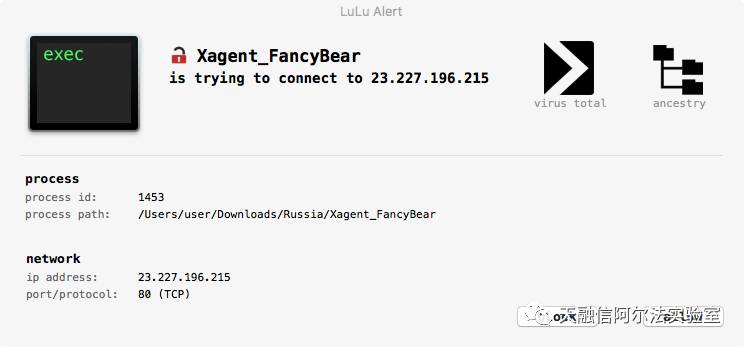 LuLu Alert
exec
Xagent_FancyBear
is trying to connect to 23.227.196.215
virus total
ancestry
process
process id: 1453
process path: /Users/user/Downloads/Russia/Xagent_FancyBear
network
ip address: 23.227.196.215
port/protocol: 80 (TCP)
天融信阿尔法实验室